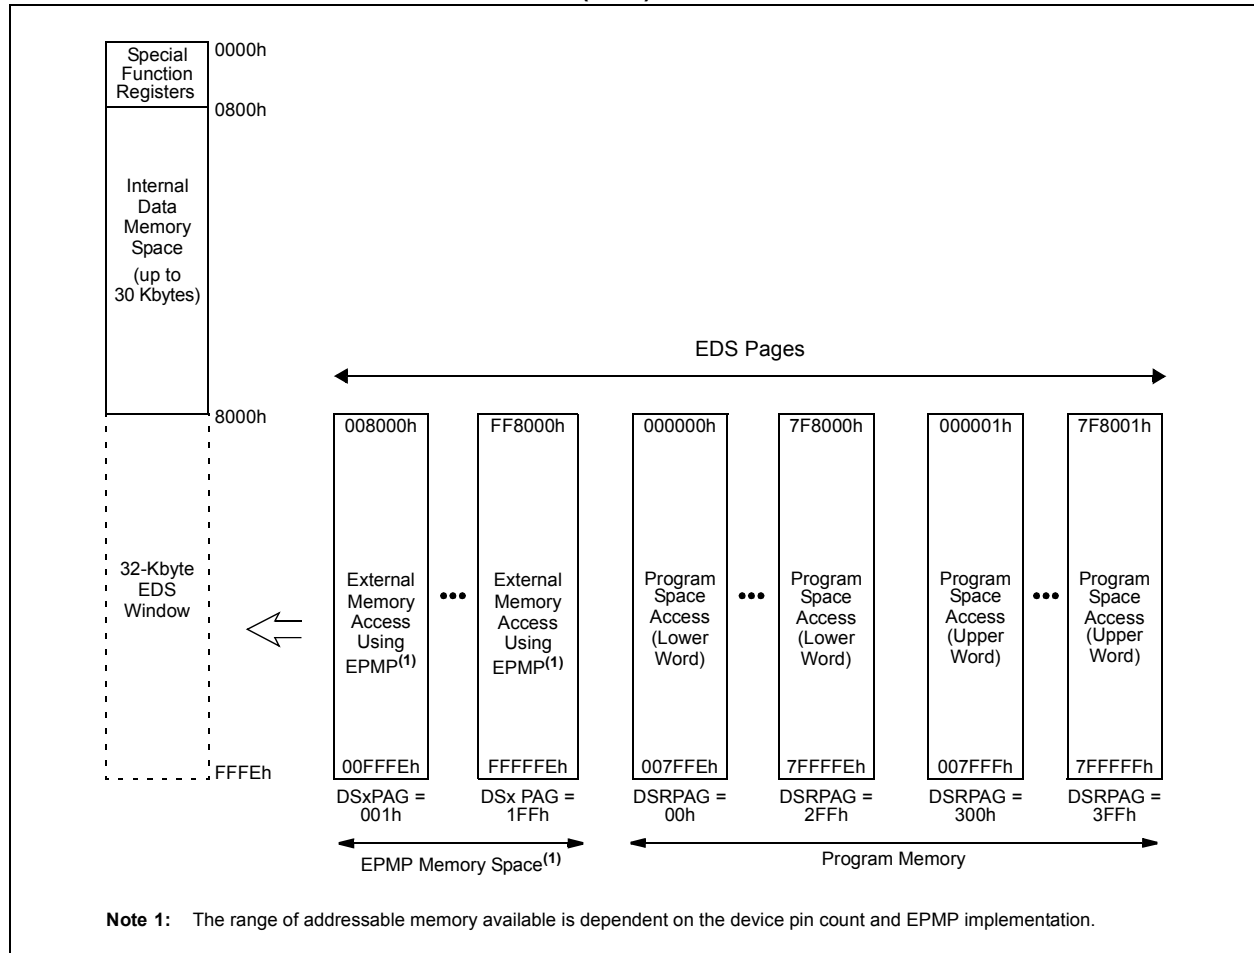 Special
Function
Registers
0000h
0800h
Internal
Data
Memory
Space
(up to
30 Kbytes)
8000h
32-Kbyte
EDS
Window
FFFEh
EDS Pages
008000h
External
Memory
Access
Using
EPMP(1)
00FFFEh
DSxPAG =
001h
FF8000h
External
Memory
Access
Using
EPMP(1)
FFFFFEh
DSx PAG =
1FFh
000000h
Program
Space
Access
(Lower
Word)
007FFEh
DSRPAG =
00h
7F8000h
Program
Space
Access
(Lower
Word)
7FFFFEh
DSRPAG =
2FFh
000001h
Program
Space
Access
(Upper
Word)
007FFFh
DSRPAG =
300h
7F8001h
Program
Space
Access
(Upper
Word)
7FFFFFh
DSRPAG =
3FFh
EPMP Memory Space(1)
Program Memory
Note 1: The range of addressable memory available is dependent on the device pin count and EPMP implementation.